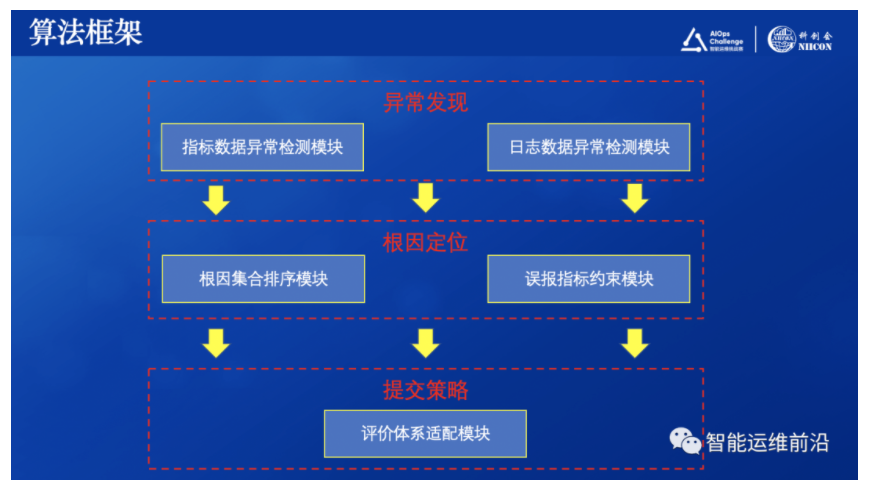 算法框架
AIOps
Challenge
智能运维挑战赛
科创会
NIICON
异常发现
指标数据异常检测模块
日志数据异常检测模块
根因定位
根因集合排序模块
误报指标约束模块
提交策略
评价体系适配模块
智能运维前沿